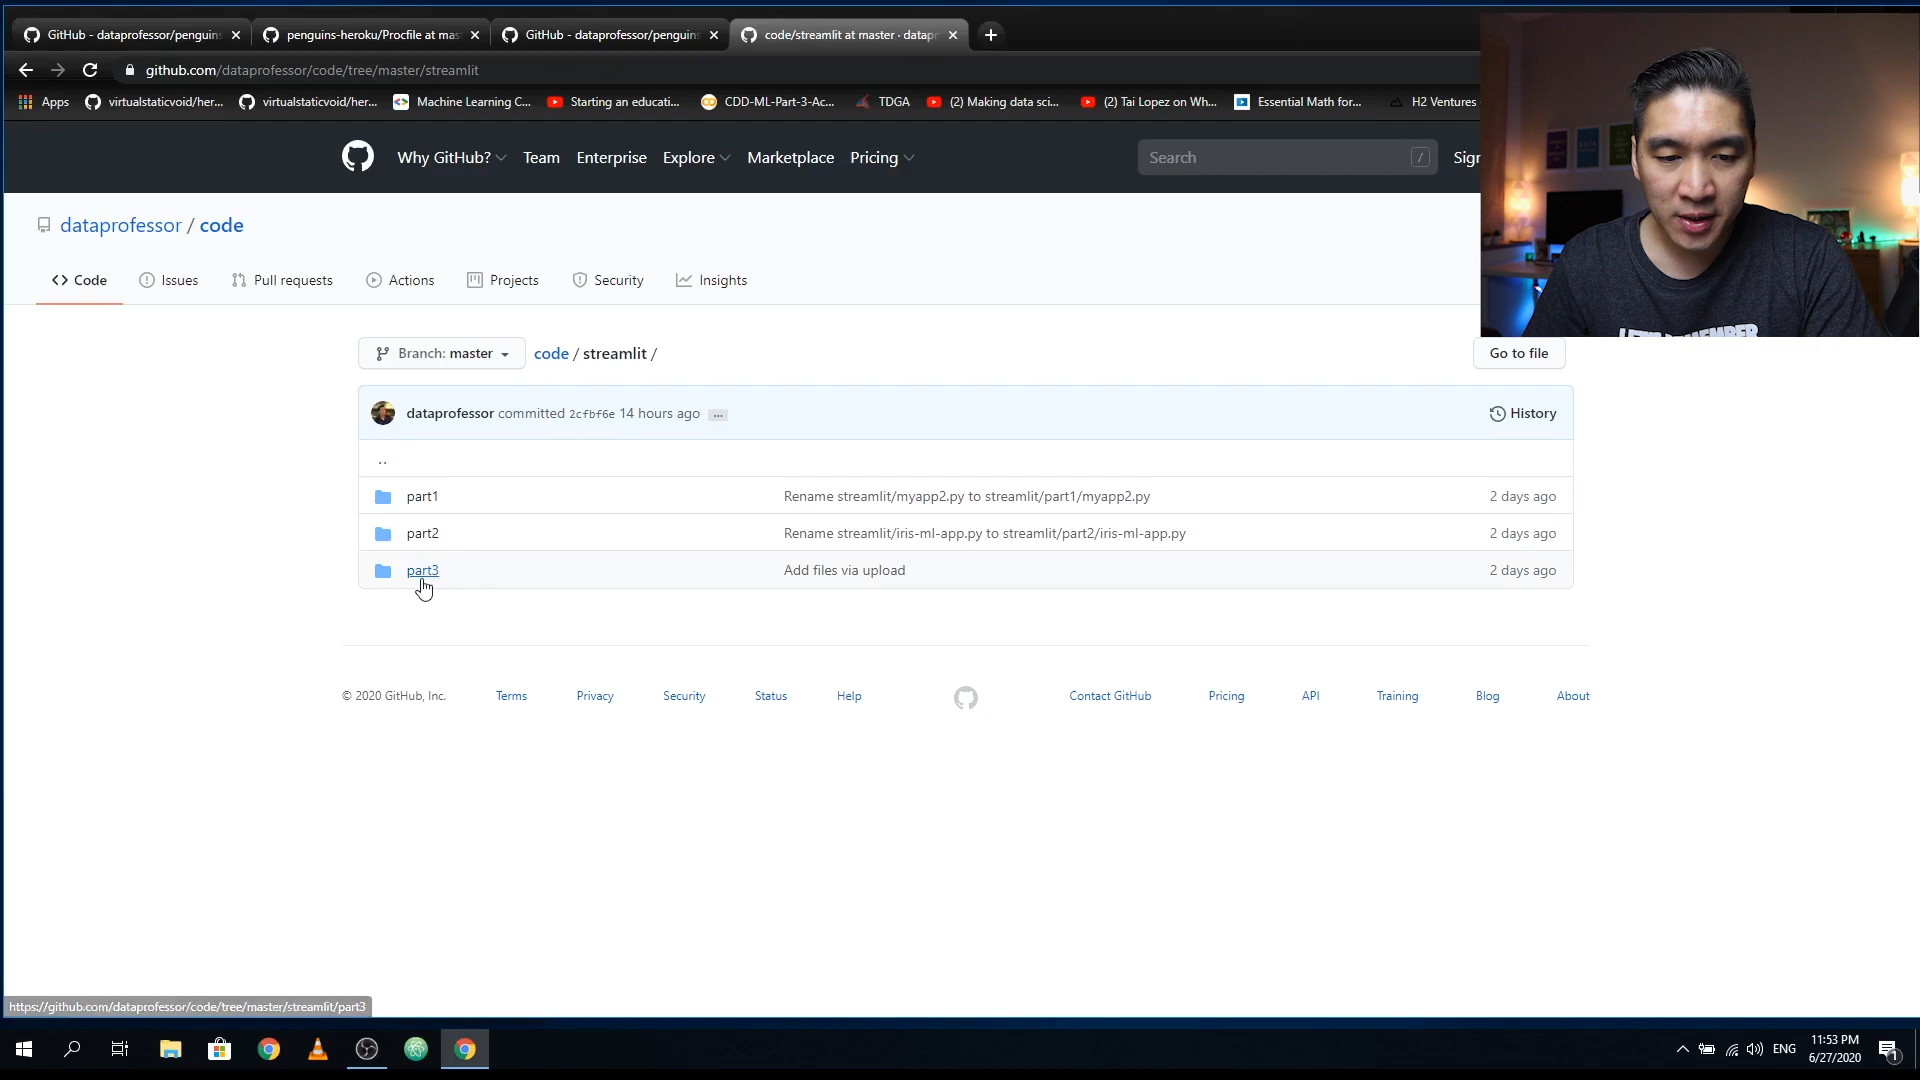 GitHub - dataprofessor/penguins
penguins-heroku/Procfile at mas
GitHub - dataprofessor/penguins
code/streamlit at master · datap
github.com/dataprofessor/code/tree/master/streamlit
Apps
virtualstaticvoid/her...
virtualstaticvoid/her...
Machine Learning C...
Starting an educati...
CDD-ML-Part-3-Ac...
TDGA
(2) Making data sci...
(2) Tai Lopez on Wh...
Essential Math for...
H2 Ventures
Why GitHub?
Team
Enterprise
Explore
Marketplace
Pricing
Search
/
Sign
dataprofessor / code
Code
Issues
Pull requests
Actions
Projects
Security
Insights
Branch: master
code / streamlit /
Go to file
dataprofessor committed 2cfbf6e 14 hours ago ...
History
..
part1 Rename streamlit/myapp2.py to streamlit/part1/myapp2.py 2 days ago
part2 Rename streamlit/iris-ml-app.py to streamlit/part2/iris-ml-app.py 2 days ago
part3 Add files via upload 2 days ago
© 2020 GitHub, Inc.
Terms
Privacy
Security
Status
Help
Contact GitHub
Pricing
API
Training
Blog
About
https://github.com/dataprofessor/code/tree/master/streamlit/part3
ENG
11:53 PM
6/27/2020
1